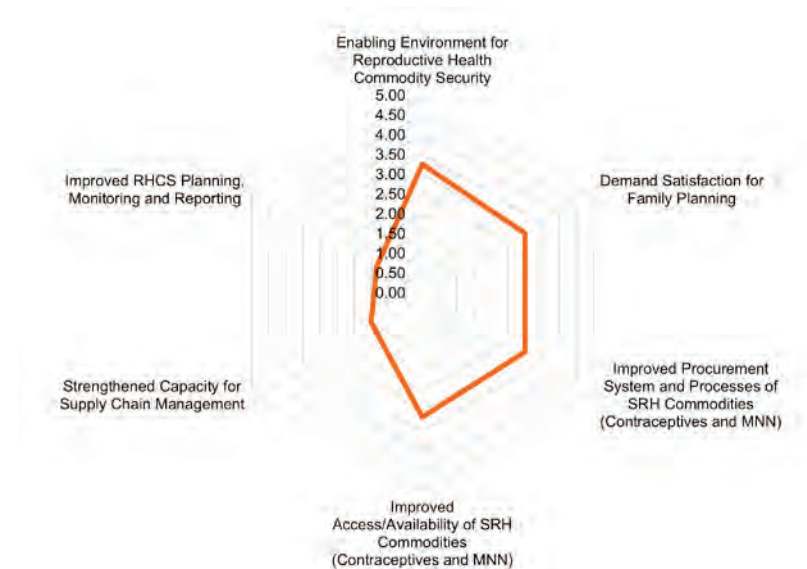 Enabling Environment for
Reproductive Health
Commodity Security
5.00
4.50
4.00
3.50
3.00
2.50
2.00
1.50
1.00
0.50
0.00
Improved RHCS Planning,
Monitoring and Reporting
Demand Satisfaction for
Family Planning
Strengthened Capacity for
Supply Chain Management
Improved Procurement
System and Processes of
SRH Commodities
(Contraceptives and MNN)
Improved
Access/Availability of SRH
Commodities
(Contraceptives and MNN)